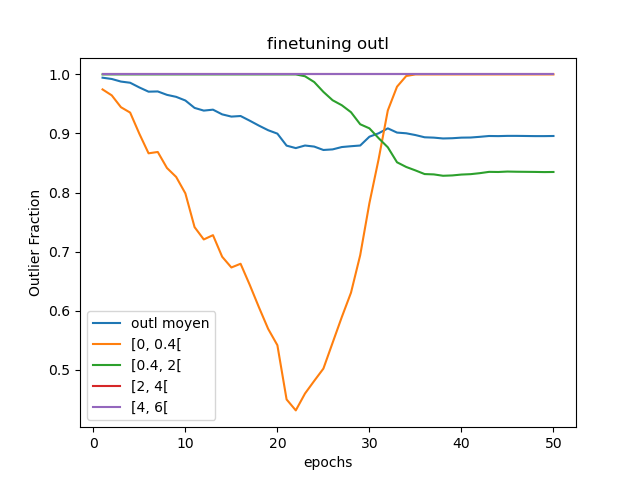 finetuning outl
Outlier Fraction
1.0
0.9
0.8
0.7
0.6
0.5
outl moyen
[0, 0.4[
[0.4, 2[
[2, 4[
[4, 6[
0 10 20 30 40 50
epochs